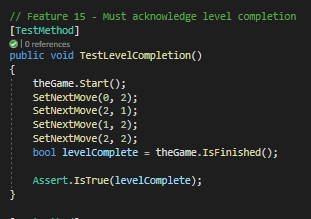 // Feature 15 - Must acknowledge level completion
[TestMethod]
| 0 references
public void TestLevelCompletion()
{
theGame.Start();
SetNextMove(0, 2);
SetNextMove(2, 1);
SetNextMove(1, 2);
SetNextMove(2, 2);
bool levelComplete = theGame.IsFinished();
Assert.IsTrue(levelComplete);
}